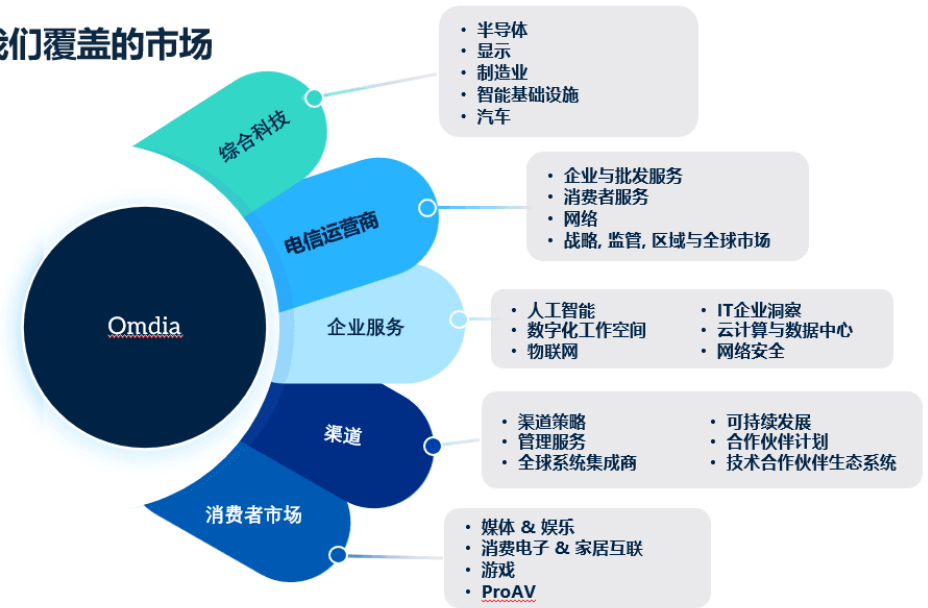 我们覆盖的市场
Omdia
综合科技
• 半导体
• 显示
• 制造业
• 智能基础设施
• 汽车
电信运营商
• 企业与批发服务
• 消费者服务
• 网络
• 战略, 监管, 区域与全球市场
企业服务
• 人工智能
• 数字化工作空间
• 物联网
• IT企业洞察
• 云计算与数据中心
• 网络安全
渠道
• 渠道策略
• 管理服务
• 全球系统集成商
• 可持续发展
• 合作伙伴计划
• 技术合作伙伴生态系统
消费者市场
• 媒体 & 娱乐
• 消费电子 & 家居互联
• 游戏
• ProAV